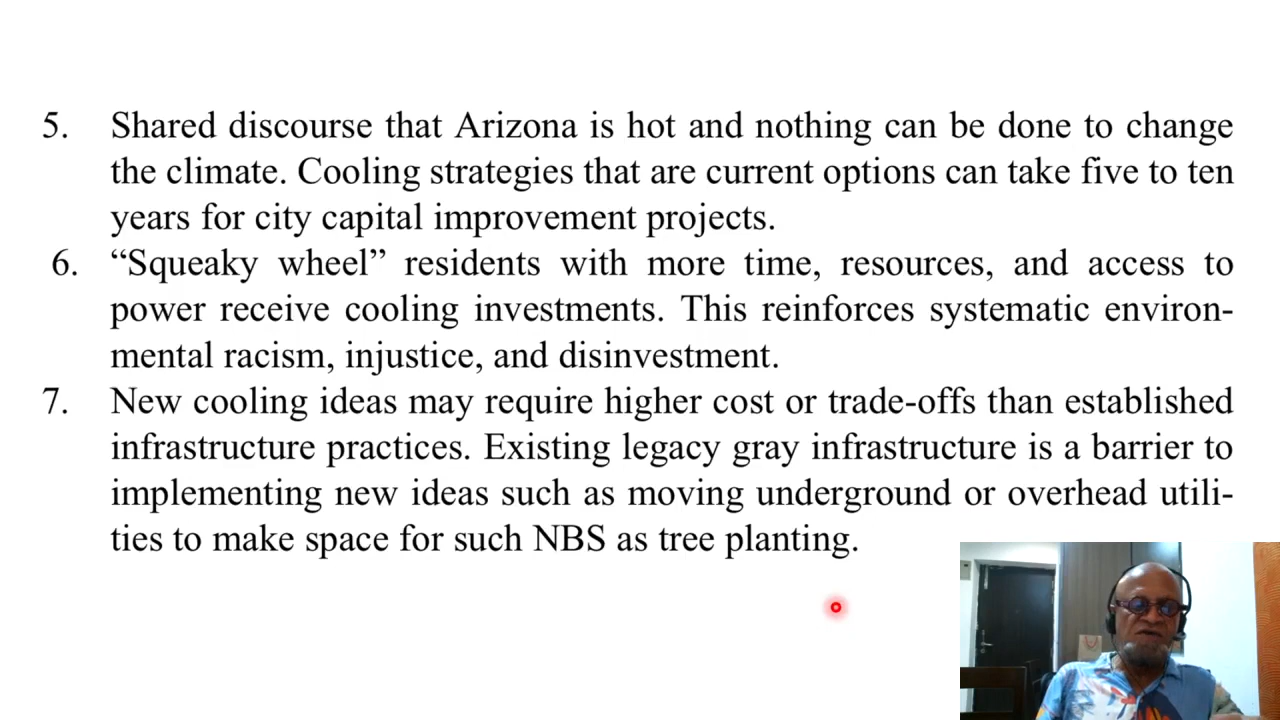 5. Shared discourse that Arizona is hot and nothing can be done to change
the climate. Cooling strategies that are current options can take five to ten
years for city capital improvement projects.
6. “Squeaky wheel” residents with more time, resources, and access to
power receive cooling investments. This reinforces systematic environ-
mental racism, injustice, and disinvestment.
7. New cooling ideas may require higher cost or trade-offs than established
infrastructure practices. Existing legacy gray infrastructure is a barrier to
implementing new ideas such as moving underground or overhead utili-
ties to make space for such NBS as tree planting.